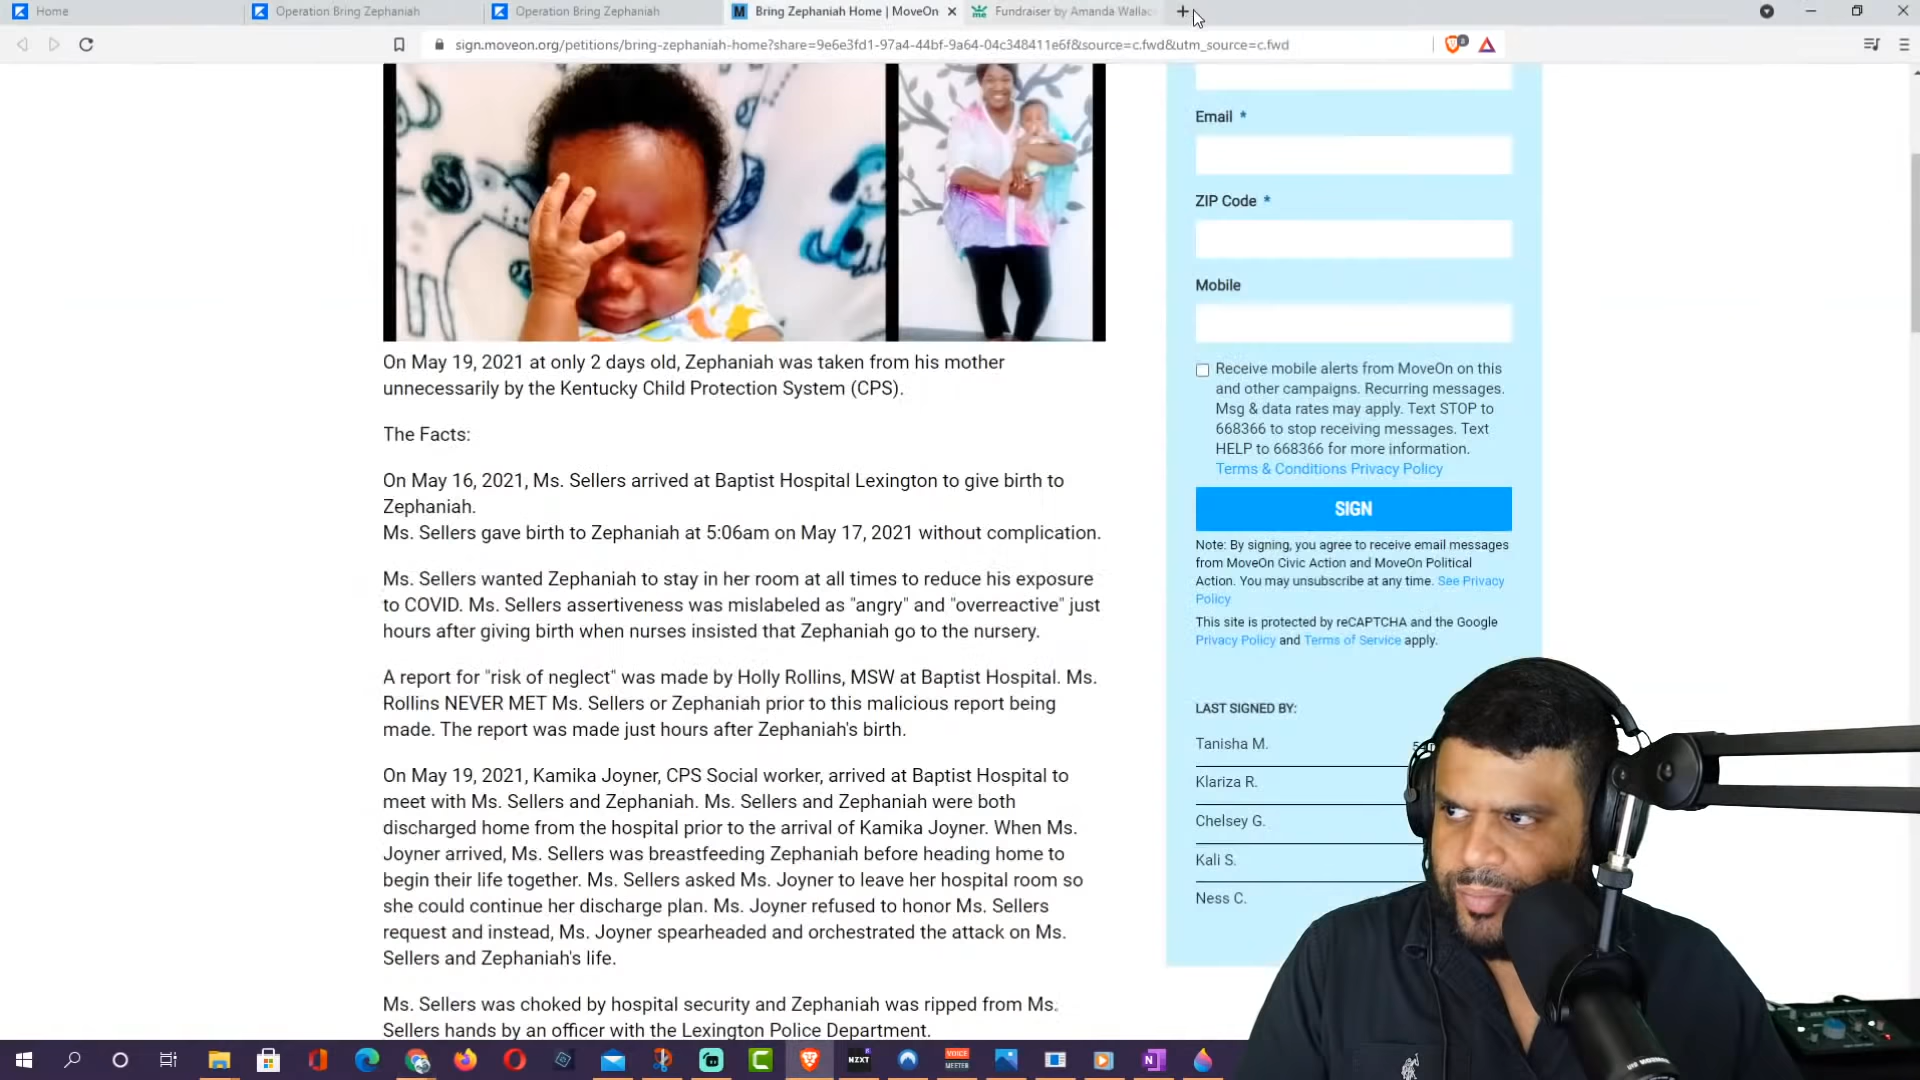 Home
Operation Bring Zephaniah
Operation Bring Zephaniah
Bring Zephaniah Home | MoveOn
Fundraiser by Amanda Wallac
sign.moveon.org/petitions/bring-zephaniah-home?share=9e6e3fd1-97a4-44bf-9a64-04c348411e6f&source=c.fwd&utm_source=c.fwd
On May 19, 2021 at only 2 days old, Zephaniah was taken from his mother
unnecessarily by the Kentucky Child Protection System (CPS).
The Facts:
On May 16, 2021, Ms. Sellers arrived at Baptist Hospital Lexington to give birth to
Zephaniah.
Ms. Sellers gave birth to Zephaniah at 5:06am on May 17, 2021 without complication.
Ms. Sellers wanted Zephaniah to stay in her room at all times to reduce his exposure
to COVID. Ms. Sellers assertiveness was mislabeled as "angry" and "overreactive" just
hours after giving birth when nurses insisted that Zephaniah go to the nursery.
A report for "risk of neglect" was made by Holly Rollins, MSW at Baptist Hospital. Ms.
Rollins NEVER MET Ms. Sellers or Zephaniah prior to this malicious report being
made. The report was made just hours after Zephaniah's birth.
On May 19, 2021, Kamika Joyner, CPS Social worker, arrived at Baptist Hospital to
meet with Ms. Sellers and Zephaniah. Ms. Sellers and Zephaniah were both
discharged home from the hospital prior to the arrival of Kamika Joyner. When Ms.
Joyner arrived, Ms. Sellers was breastfeeding Zephaniah before heading home to
begin their life together. Ms. Sellers asked Ms. Joyner to leave her hospital room so
she could continue her discharge plan. Ms. Joyner refused to honor Ms. Sellers
request and instead, Ms. Joyner spearheaded and orchestrated the attack on Ms.
Sellers and Zephaniah's life.
Ms. Sellers was choked by hospital security and Zephaniah was ripped from Ms.
Sellers hands by an officer with the Lexington Police Department.
Email *
ZIP Code *
Mobile
Receive mobile alerts from MoveOn on this
and other campaigns. Recurring messages.
Msg & data rates may apply. Text STOP to
668366 to stop receiving messages. Text
HELP to 668366 for more information.
Terms & Conditions Privacy Policy
SIGN
Note: By signing, you agree to receive email messages
from MoveOn Civic Action and MoveOn Political
Action. You may unsubscribe at any time. See Privacy
Policy
This site is protected by reCAPTCHA and the Google
Privacy Policy and Terms of Service apply.
LAST SIGNED BY:
Tanisha M.
Klariza R.
Chelsey G.
Kali S.
Ness C.
NZXT
VOICE
MEETER